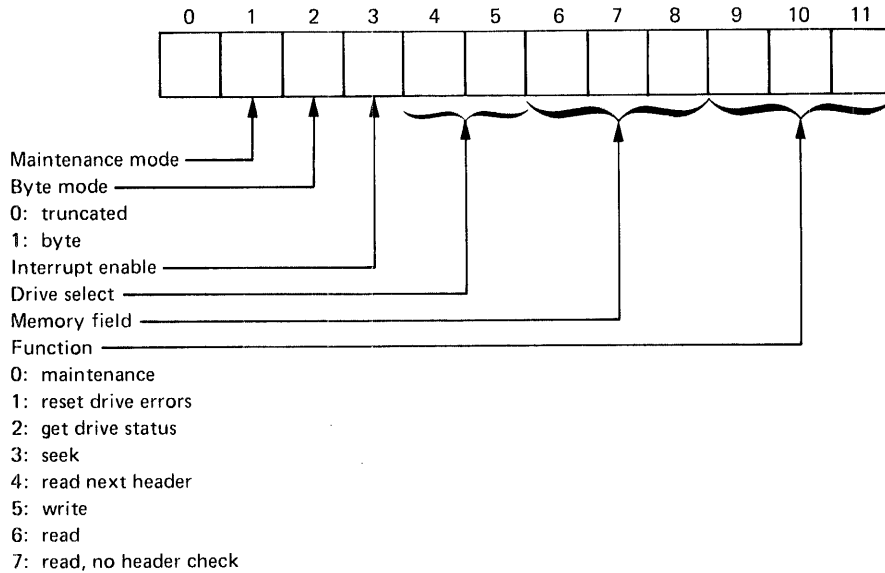 0 1 2 3 4 5 6 7 8 9 10 11
Maintenance mode
Byte mode
0: truncated
1: byte
Interrupt enable
Drive select
Memory field
Function
0: maintenance
1: reset drive errors
2: get drive status
3: seek
4: read next header
5: write
6: read
7: read, no header check